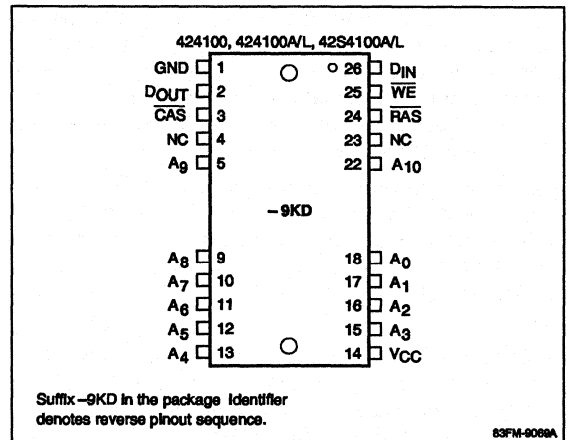 424100, 424100A/L, 42S4100A/L
GND 1 26 DIN
DOUT 2 25 WE
CAS 3 24 RAS
NC 4 23 NC
A9 5 22 A10
–9KD
A8 9 18 A0
A7 10 17 A1
A6 11 16 A2
A5 12 15 A3
A4 13 14 VCC
Suffix –9KD in the package identifier
denotes reverse pinout sequence.
83FM-9069A